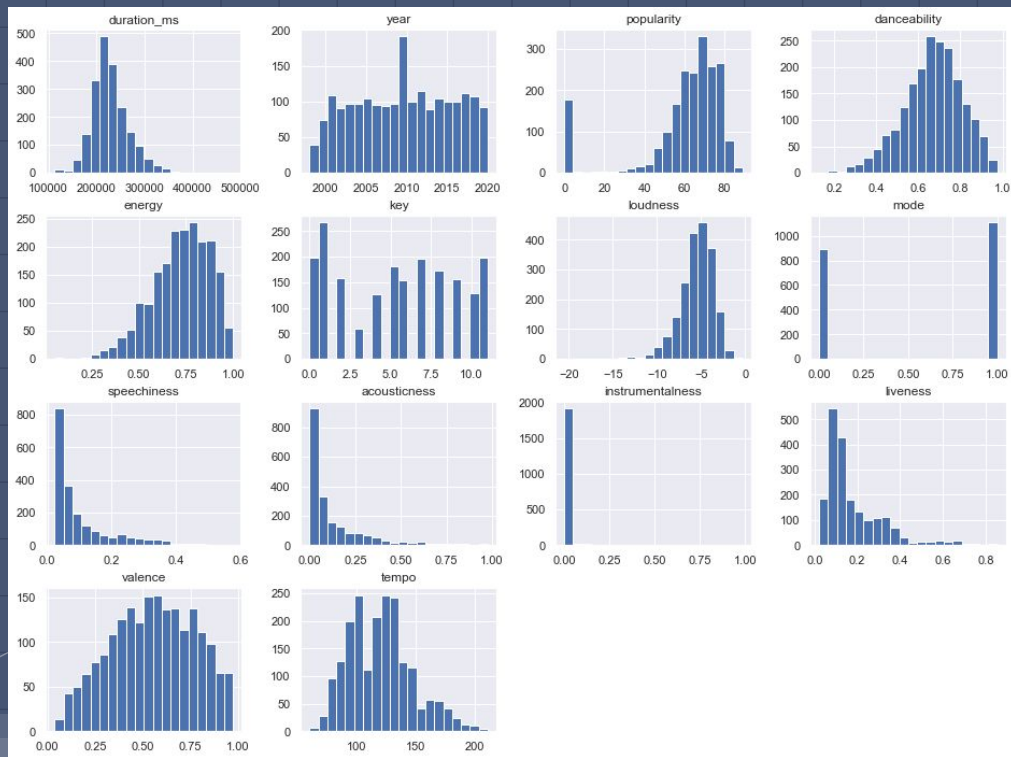 duration_ms
500
400
300
200
100
0
100000 200000 300000 400000 500000
year
200
150
100
50
0
2000 2005 2010 2015 2020
popularity
300
200
100
0
0 20 40 60 80
danceability
250
200
150
100
50
0
0.2 0.4 0.6 0.8 1.0
energy
250
200
150
100
50
0
0.25 0.50 0.75 1.00
key
250
200
150
100
50
0
0.0 2.5 5.0 7.5 10.0
loudness
400
300
200
100
0
-20 -15 -10 -5 0
mode
1000
800
600
400
200
0
0.00 0.25 0.50 0.75 1.00
speechiness
800
600
400
200
0
0.0 0.2 0.4 0.6
acousticness
800
600
400
200
0
0.00 0.25 0.50 0.75 1.00
instrumentalness
2000
1500
1000
500
0
0.00 0.25 0.50 0.75 1.00
liveness
500
400
300
200
100
0
0.0 0.2 0.4 0.6 0.8
valence
150
100
50
0
0.00 0.25 0.50 0.75 1.00
tempo
250
200
150
100
50
0
100 150 200